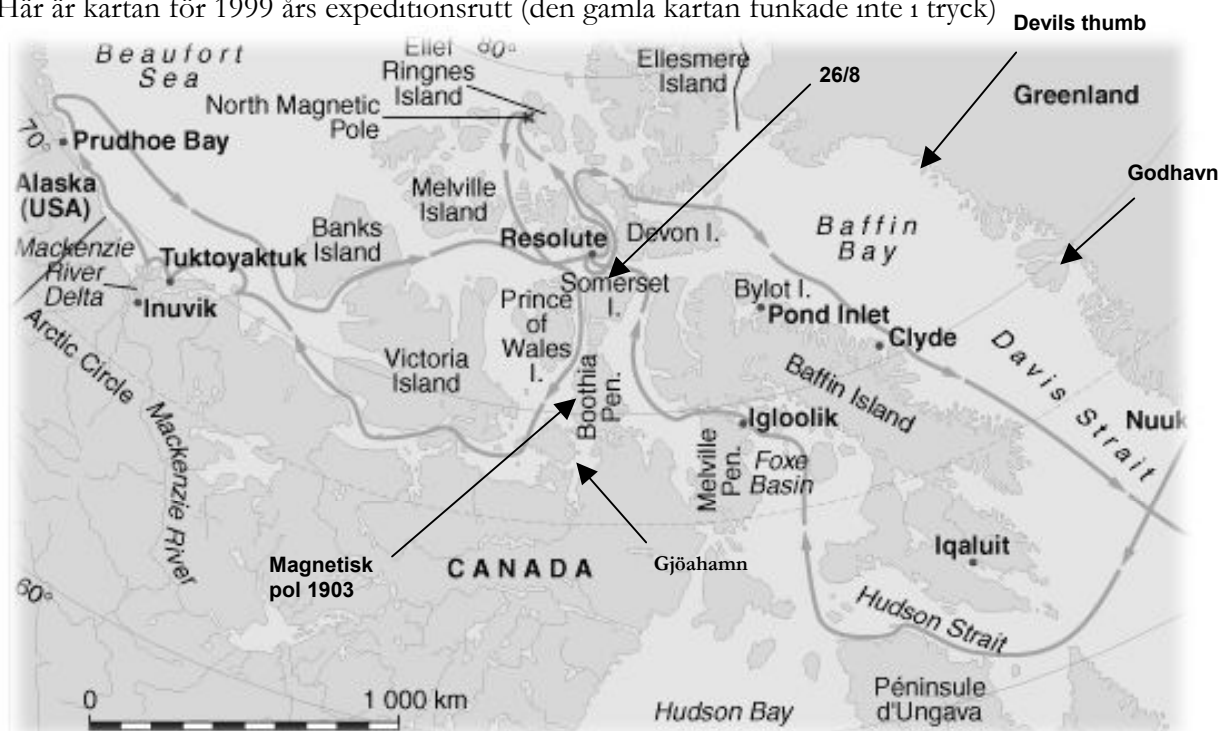 Här är kartan för 1999 års expeditionsrutt (den gamla kartan funkade inte i tryck)
Devils thumb
Beaufort
Sea
Ellef
Ringnes
Island
80°
Ellesmere
Island
26/8
Greenland
North Magnetic
Pole
70°
Prudhoe Bay
Godhavn
Alaska
(USA)
Melville
Island
Banks
Island
Resolute
Devon I.
Baffin
Bay
Mackenzie
River
Delta
Tuktoyaktuk
Inuvik
Somerset
I.
Prince
of
Wales
I.
Bylot I.
Pond Inlet
Clyde
Arctic Circle
Victoria
Island
Boothia
Pen.
Baffin Island
Davis Strait
Nuuk
Mackenzie River
Igloolik
Melville
Pen.
Foxe
Basin
Magnetisk
pol 1903
CANADA
Gjöahamn
Iqaluit
60°
Hudson Strait
0
1 000 km
Hudson Bay
Péninsule
d'Ungava